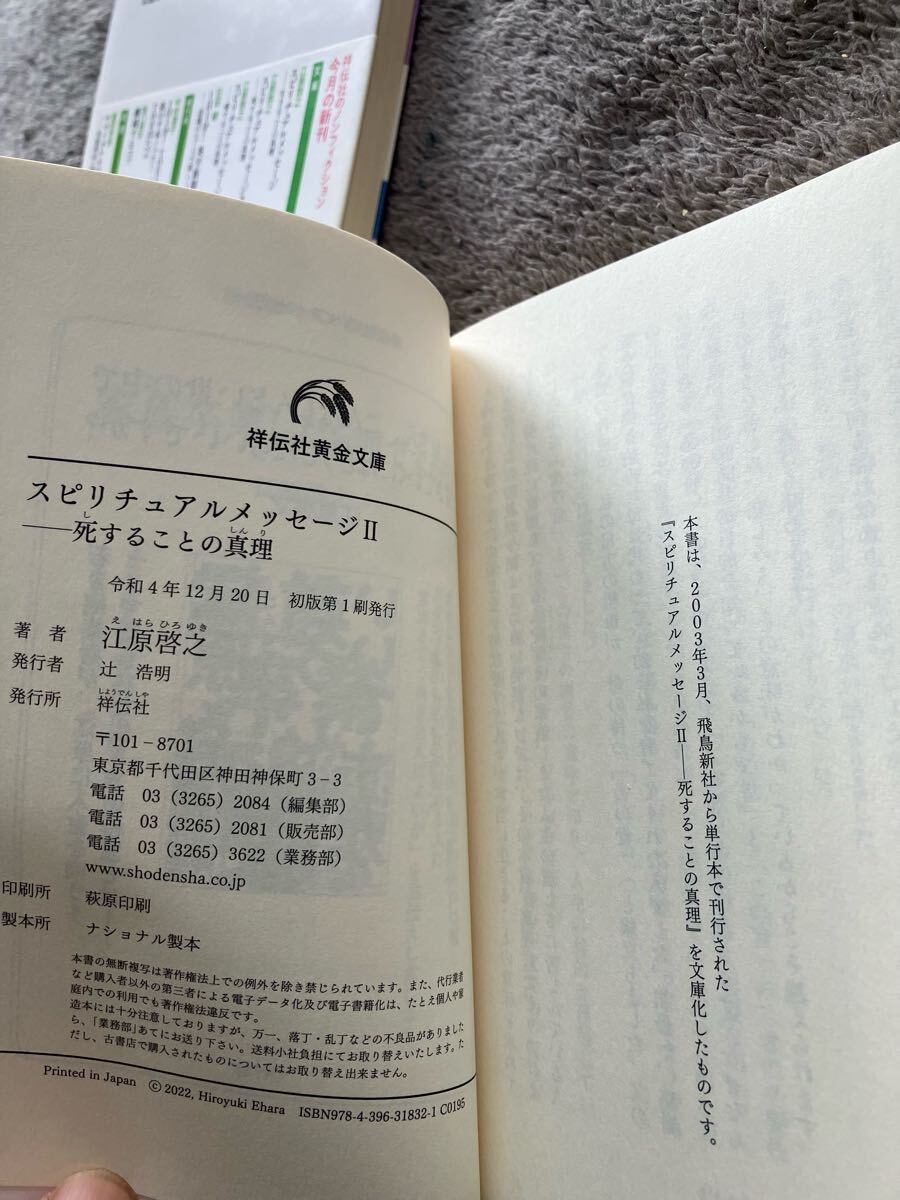 祥伝社のノンフィクション
今月の新刊
祥伝社黄金文庫
スピリチュアルメッセージⅡ
──死することの真理
し
しんり
令和4年12月20日 初版第1刷発行
著者 江原啓之
えはらひろゆき
発行者 辻 浩明
発行所 祥伝社
しょうでんしゃ
〒101-8701
東京都千代田区神田神保町3-3
電話 03(3265)2084(編集部)
電話 03(3265)2081(販売部)
電話 03(3265)3622(業務部)
www.shodensha.co.jp
印刷所 萩原印刷
製本所 ナショナル製本
本書の無断複写は著作権法上での例外を除き禁じられています。また、代行業者
など購入者以外の第三者による電子データ化及び電子書籍化は、たとえ個人や家
庭内での利用でも著作権法違反です。
造本には十分注意しておりますが、万一、落丁・乱丁などの不良品がありました
ら、「業務部」あてにお送り下さい。送料小社負担にてお取り替えいたします。た
だし、古書店で購入されたものについてはお取り替え出来ません。
Printed in Japan ©2022, Hiroyuki Ehara ISBN978-4-396-31832-1 C0195
本書は、2003年3月、飛鳥新社から単行本で刊行された
『スピリチュアルメッセージⅡ──死することの真理』を文庫化したものです。